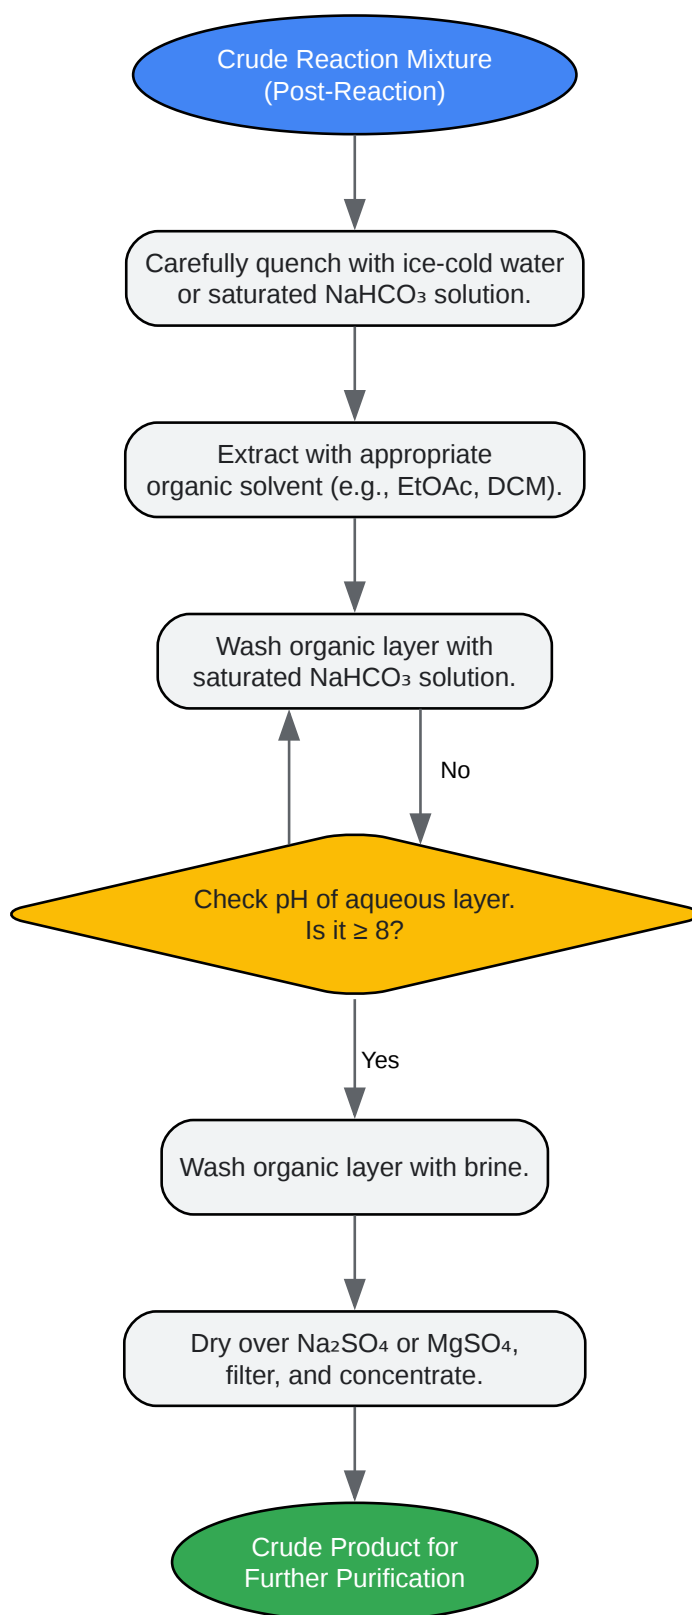 Crude Reaction Mixture
(Post-Reaction)
Carefully quench with ice-cold water
or saturated NaHCO₃ solution.
Extract with appropriate
organic solvent (e.g., EtOAc, DCM).
Wash organic layer with
saturated NaHCO₃ solution.
No
Check pH of aqueous layer.
Is it ≥ 8?
Yes
Wash organic layer with brine.
Dry over Na₂SO₄ or MgSO₄,
filter, and concentrate.
Crude Product for
Further Purification